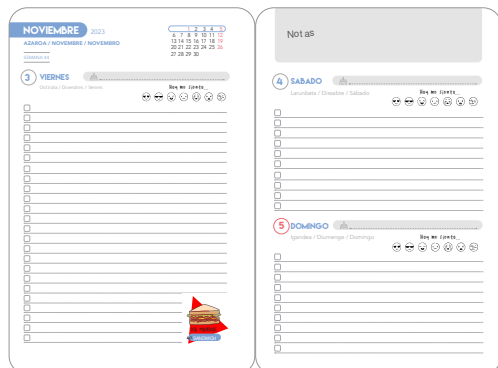 NOVIEMBRE 2023
AZAROA / NOVEMBRE / NOVEMBRO
1 2 3 4 5
6 7 8 9 10 11 12
13 14 15 16 17 18 19
20 21 22 23 24 25 26
27 28 29 30
SEMANA 44
3 VIERNES
Ostirala / Divendres / Venres
Hoy me siento...
Notas
4 SABADO
Larunbata / Dissabte / Sábado
Hoy me siento...
5 DOMINGO
Igandea / Diumenge / Domingo
Hoy me siento...
SANDWICH